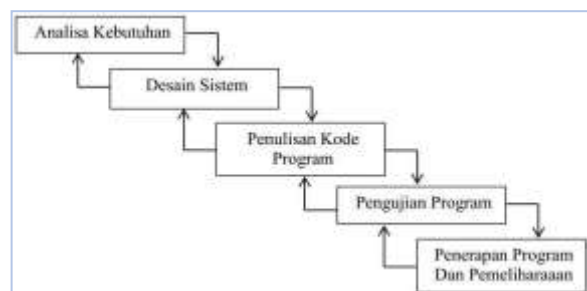 Analisa Kebutuhan
Desain Sistem
Penulisan Kode
Program
Pengujian Program
Penerapan Program
Dan Pemeliharaaan